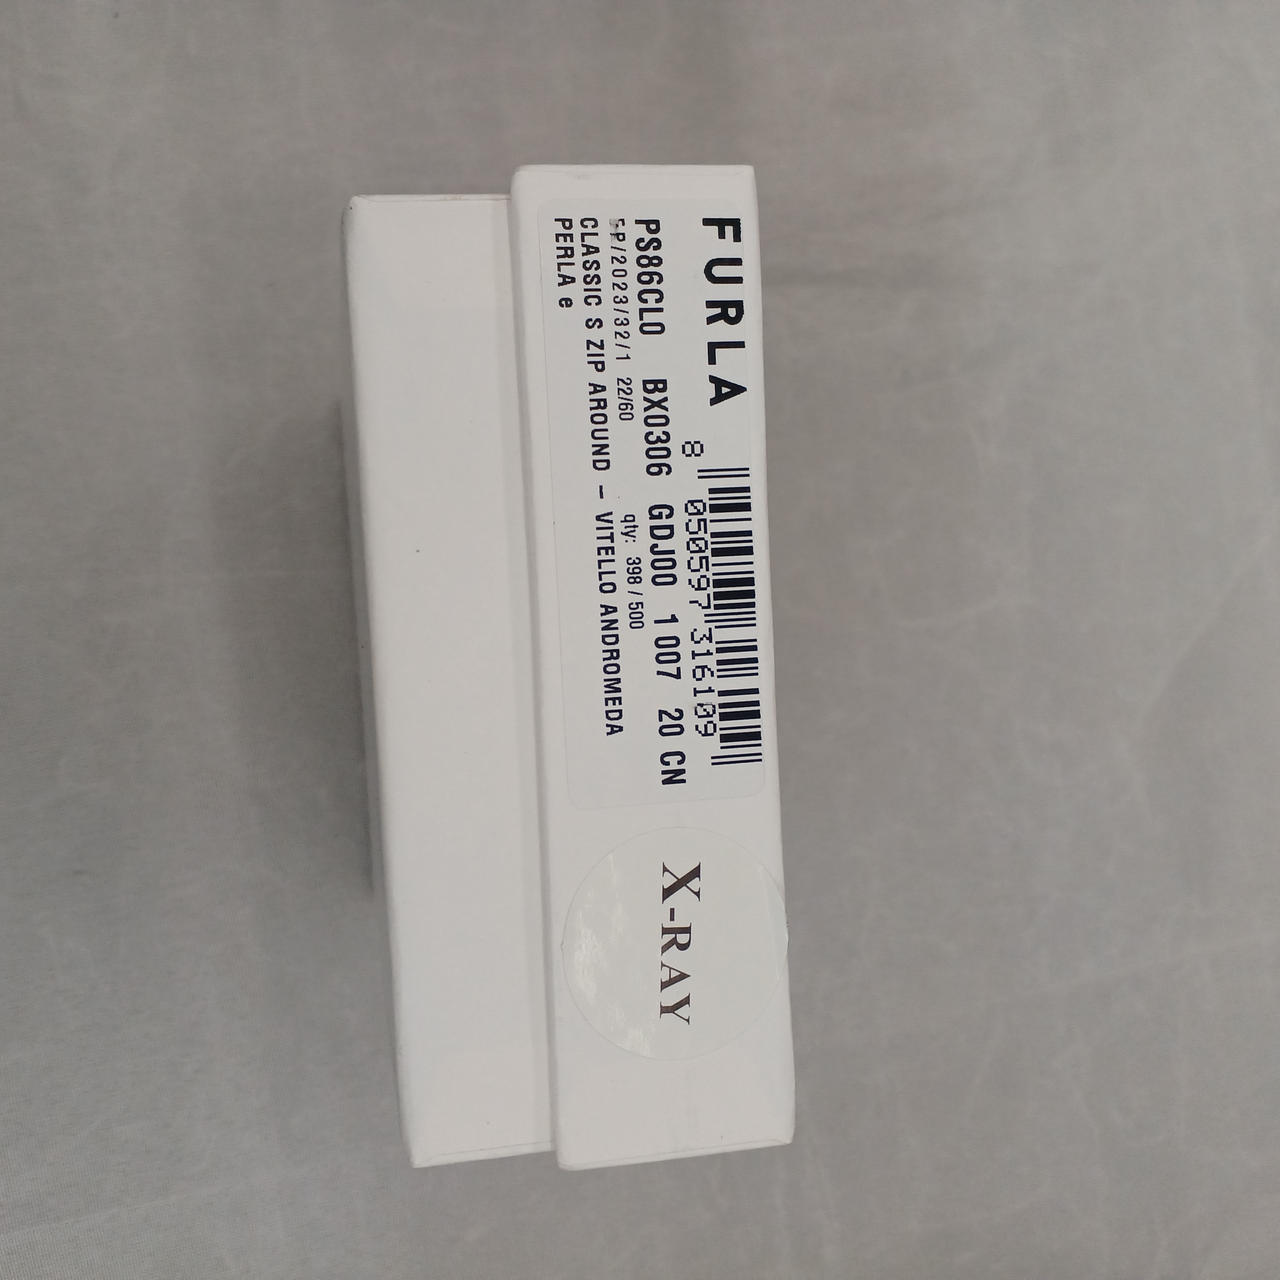 FURLA
8 050597 316109
PS86CL0 BX0306 GDJ00 1 007 20 CN
FP/2023/32/1 22/60 qty: 398 / 500
CLASSIC S ZIP AROUND – VITELLO ANDROMEDA
PERLA e
X-RAY